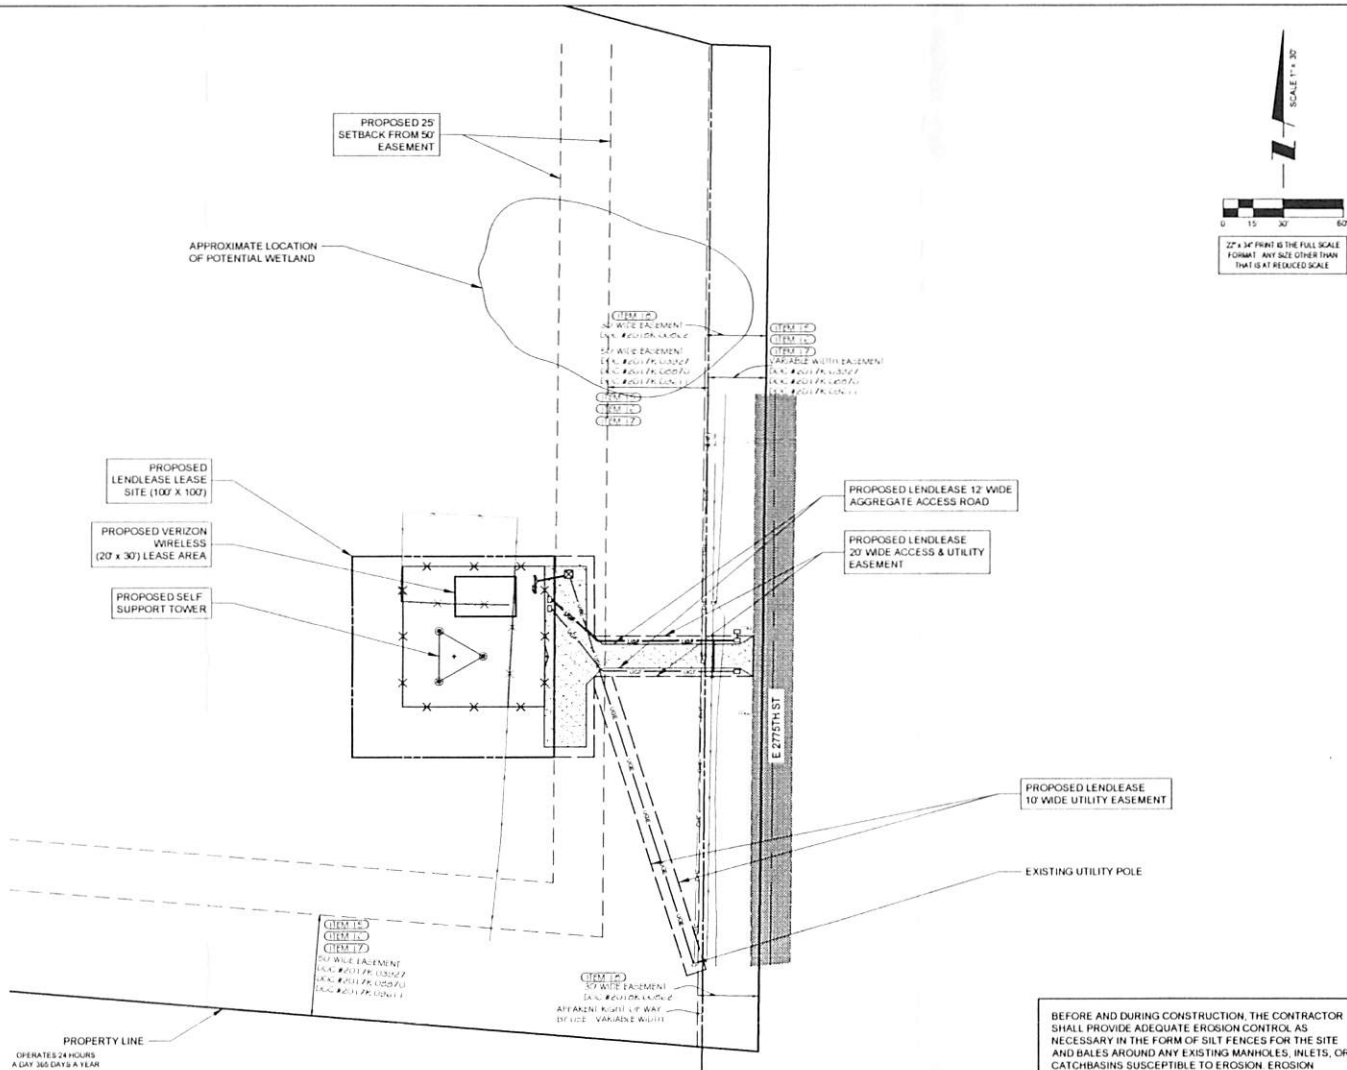 PROPOSED 25'
SETBACK FROM 50'
EASEMENT
SCALE 1" = 30'
0 15 30' 60'
22" x 34" PRINT IS THE FULL SCALE
FORMAT. ANY SIZE OTHER THAN
THAT IS AT REDUCED SCALE
APPROXIMATE LOCATION
OF POTENTIAL WETLAND
WIDE EASEMENT
WIDE EASEMENT
VARIABLE WIDTH EASEMENT
PROPOSED
LENDLEASE LEASE
SITE (100' X 100')
PROPOSED VERIZON
WIRELESS
(20' x 30') LEASE AREA
PROPOSED SELF
SUPPORT TOWER
PROPOSED LENDLEASE 12' WIDE
AGGREGATE ACCESS ROAD
PROPOSED LENDLEASE
20' WIDE ACCESS & UTILITY
EASEMENT
E 2775TH ST
PROPOSED LENDLEASE
10' WIDE UTILITY EASEMENT
EXISTING UTILITY POLE
WIDE EASEMENT
WIDE EASEMENT
APPARENT RIGHT OF WAY
BY USE VARIABLE WIDTH
PROPERTY LINE
OPERATES 24 HOURS
A DAY 365 DAYS A YEAR
BEFORE AND DURING CONSTRUCTION, THE CONTRACTOR
SHALL PROVIDE ADEQUATE EROSION CONTROL AS
NECESSARY IN THE FORM OF SILT FENCES FOR THE SITE
AND BALES AROUND ANY EXISTING MANHOLES, INLETS, OR
CATCHBASINS SUSCEPTIBLE TO EROSION. EROSION